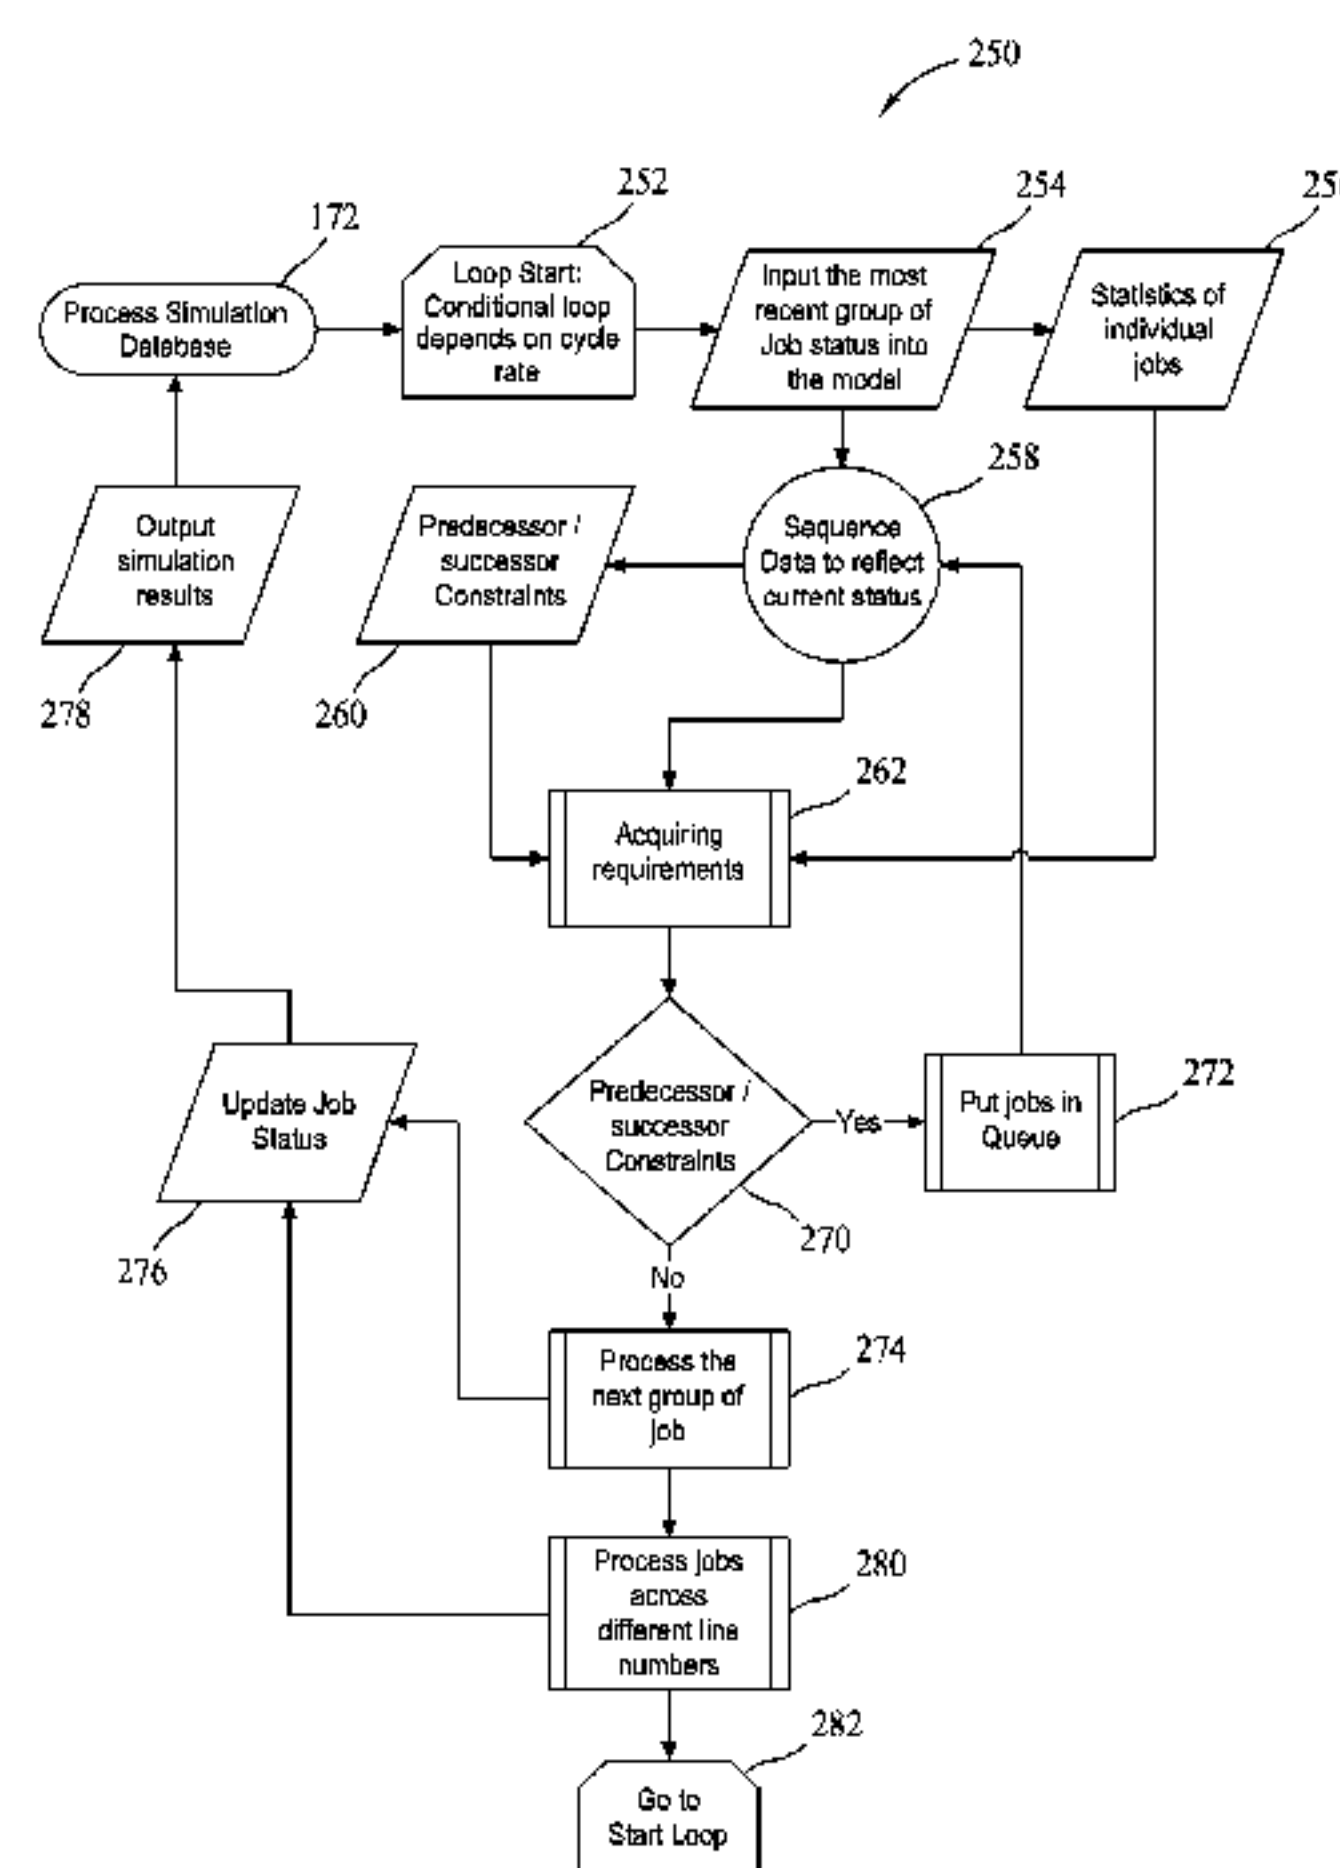 250
252
254
172
Loop Start:
Conditional loop
depends on cycle
rate
Input the most
recent group of
Job status into
the model
Statistics of
individual
jobs
Process Simulation
Database
258
Output
simulation
results
Predecessor /
successor
Constraints
Sequence
Data to reflect
current status
278
260
262
Acquiring
requirements
Update Job
Status
Predecessor /
successor
Constraints
Yes
Put jobs in
Queue
272
276
270
No
Process the
next group of
job
274
Process jobs
across
different line
numbers
280
282
Go to
Start Loop